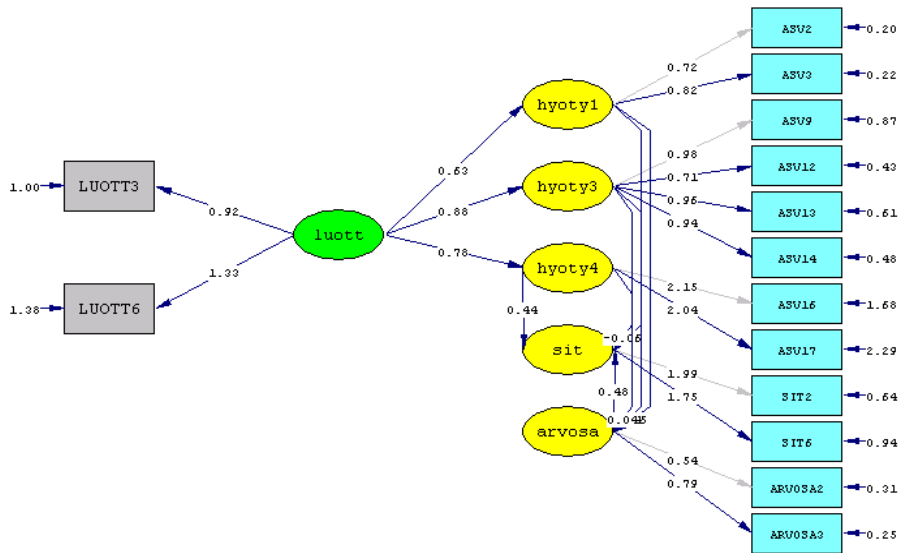 ASV2
0.20
0.72
ASV3
0.22
hyoty1
0.82
ASV9
0.87
0.98
0.63
0.71
ASV12
0.43
1.00
LUOTT3
hyoty3
0.96
ASV13
0.61
0.92
0.88
0.94
luott
ASV14
0.48
0.78
hyoty4
1.33
2.15
ASV16
1.68
1.38
LUOTT6
0.44
2.04
-0.06
sit
ASV17
2.29
1.99
0.48
1.75
SIT2
0.64
arvosa
SIT6
0.94
0.54
0.79
ARVOSA2
0.31
ARVOSA3
0.25